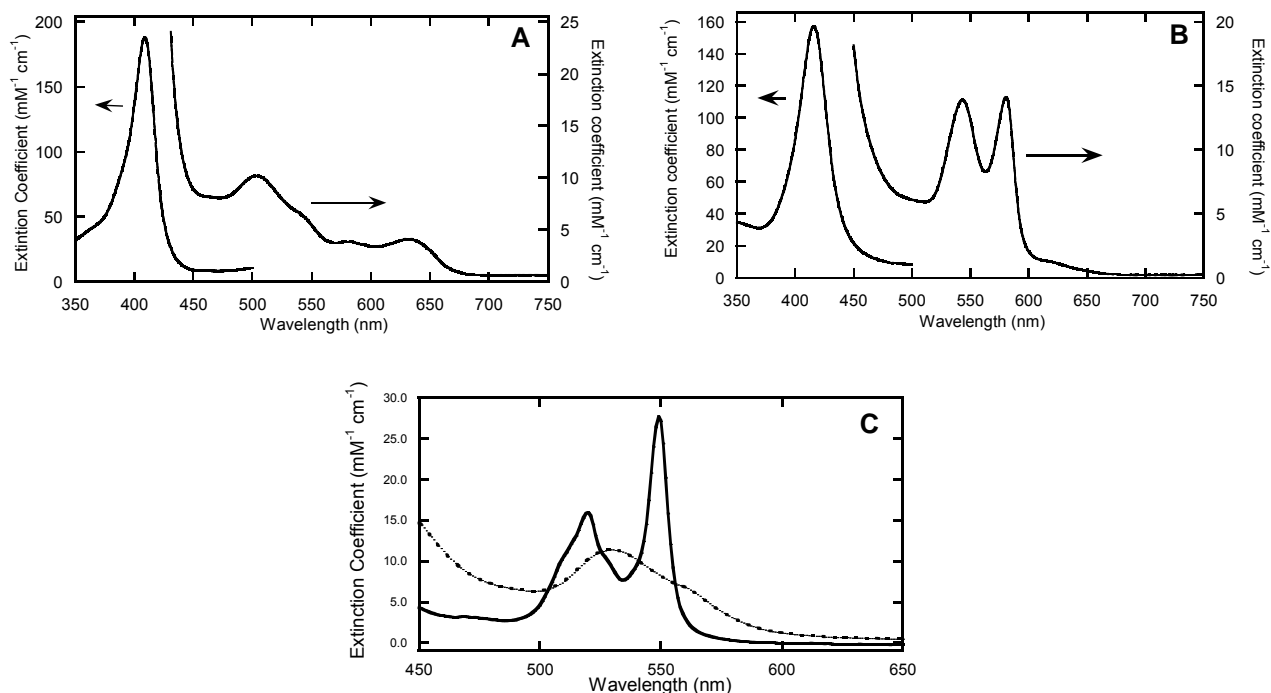 A
Extintion Coefficient (mM-1 cm-1)
200
150
100
50
0
350 400 450 500 550 600 650 700 750
Wavelength (nm)
25
20
15
10
5
0
Extinction coefficient (mM-1 cm-1)
B
Extinction coefficient (mM-1 cm-1)
160
140
120
100
80
60
40
20
0
350 400 450 500 550 600 650 700 750
Wavelength (nm)
20
15
10
5
0
Extinction coefficient (mM-1 cm-1)
C
Extinction Coefficient (mM-1 cm-1)
30.0
25.0
20.0
15.0
10.0
5.0
0.0
450 500 550 600 650
Wavelength (nm)